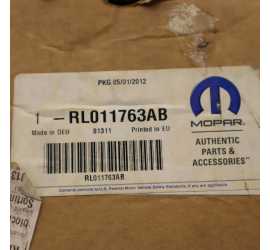 PKG 05/01/2012
1 - RL011763AB
Made in DEU 01311 Printed in EU
MOPAR
AUTHENTIC
PARTS &
ACCESSORIES
RL011763AB